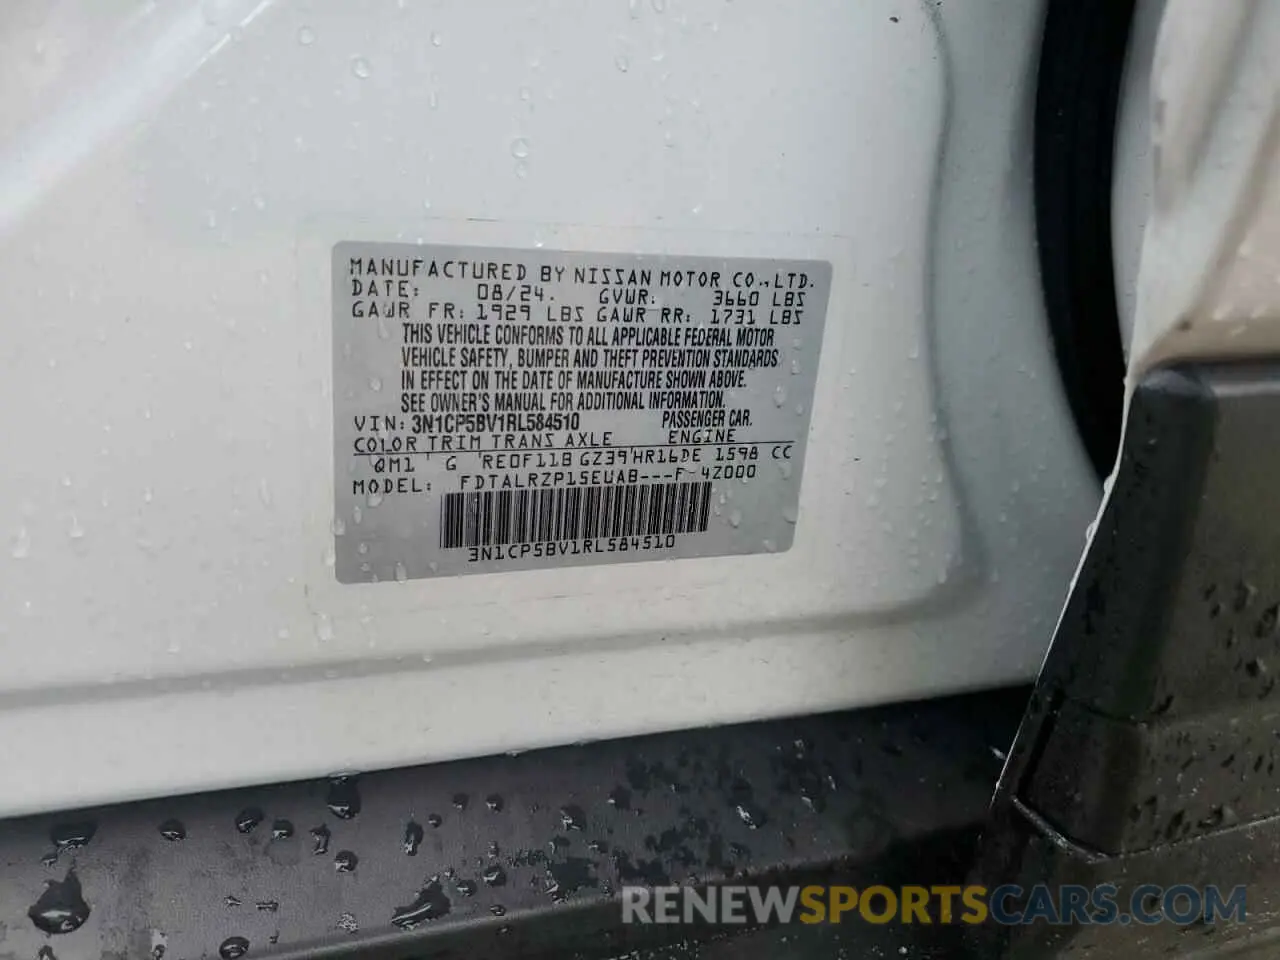 MANUFACTURED BY NISSAN MOTOR CO.,LTD.
DATE: 08/24. GVWR: 3660 LBS
GAWR FR: 1929 LBS GAWR RR: 1731 LBS
THIS VEHICLE CONFORMS TO ALL APPLICABLE FEDERAL MOTOR
VEHICLE SAFETY, BUMPER AND THEFT PREVENTION STANDARDS
IN EFFECT ON THE DATE OF MANUFACTURE SHOWN ABOVE.
SEE OWNER'S MANUAL FOR ADDITIONAL INFORMATION.
VIN: 3N1CP5BV1RL584510 PASSENGER CAR.
COLOR TRIM TRANS AXLE ENGINE
QM1 ' G 'RE0F11B GZ39'HR16DE 1598 CC
MODEL: FDTALRZP15EUAB---F-42000
3N1CP5BV1RL584510
RENEWSPORTSCARS.COM